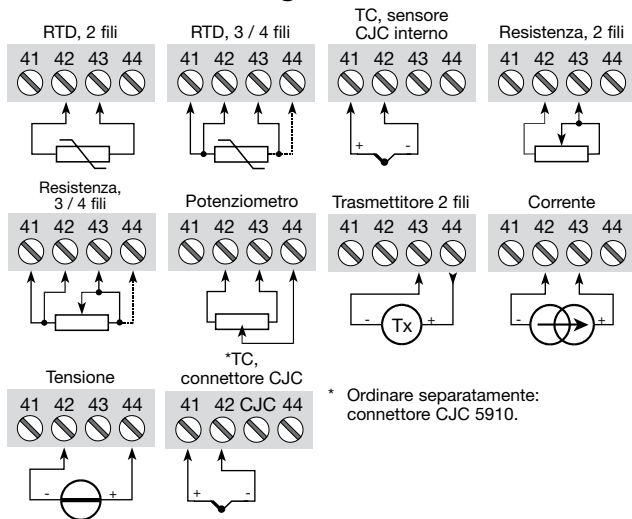 RTD, 2 fili
41 42 43 44
RTD, 3 / 4 fili
41 42 43 44
TC, sensore
CJC interno
41 42 43 44
+ -
Resistenza, 2 fili
41 42 43 44
Resistenza,
3 / 4 fili
41 42 43 44
Potenziometro
41 42 43 44
Trasmettitore 2 fili
41 42 43 44
- Tx +
Corrente
41 42 43 44
- +
Tensione
41 42 43 44
- +
*TC,
connettore CJC
41 42 CJC 44
+ -
* Ordinare separatamente:
connettore CJC 5910.